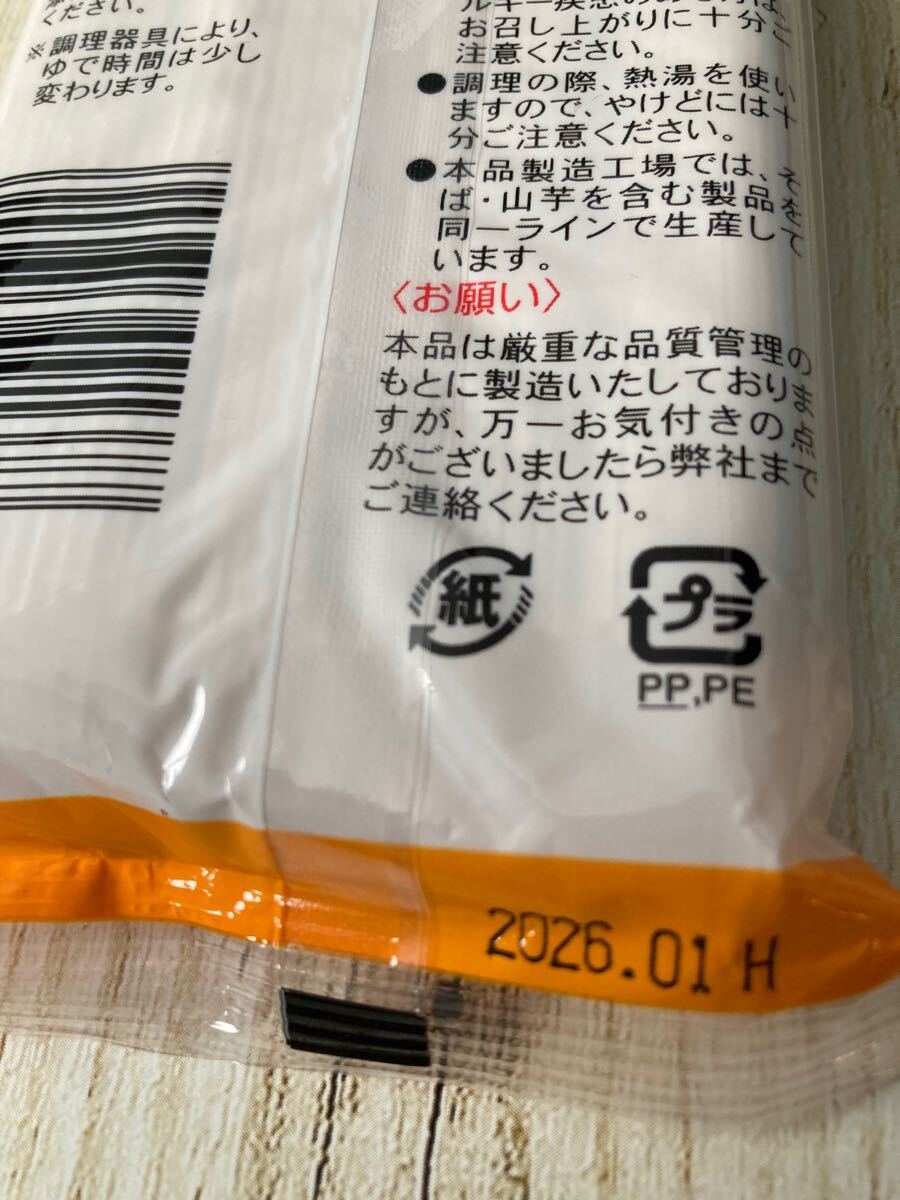 ください。
※調理器具により、
ゆで時間は少し
変わります。
お召し上がりに十分ご
注意ください。
●調理の際、熱湯を使い
ますので、やけどには十
分ご注意ください。
●本品製造工場では、そ
ば・山芋を含む製品を
同一ラインで生産して
います。
〈お願い〉
本品は厳重な品質管理の
もとに製造いたしておりま
すが、万一お気付きの点
がございましたら弊社まで
ご連絡ください。
紙
プラ
PP,PE
2026.01 H